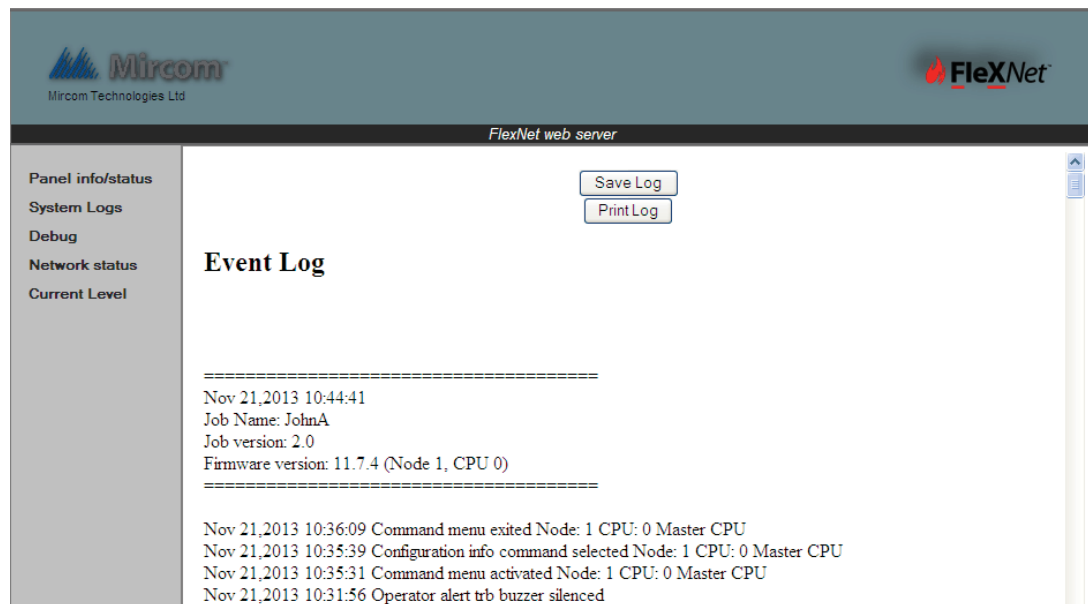 Mircom
Mircom Technologies Ltd
FleXNet
FlexNet web server
Panel info/status
System Logs
Debug
Network status
Current Level
Save Log
Print Log
Event Log
======================================
Nov 21,2013 10:44:41
Job Name: JohnA
Job version: 2.0
Firmware version: 11.7.4 (Node 1, CPU 0)
======================================
Nov 21,2013 10:36:09 Command menu exited Node: 1 CPU: 0 Master CPU
Nov 21,2013 10:35:39 Configuration info command selected Node: 1 CPU: 0 Master CPU
Nov 21,2013 10:35:31 Command menu activated Node: 1 CPU: 0 Master CPU
Nov 21,2013 10:31:56 Operator alert trb buzzer silenced